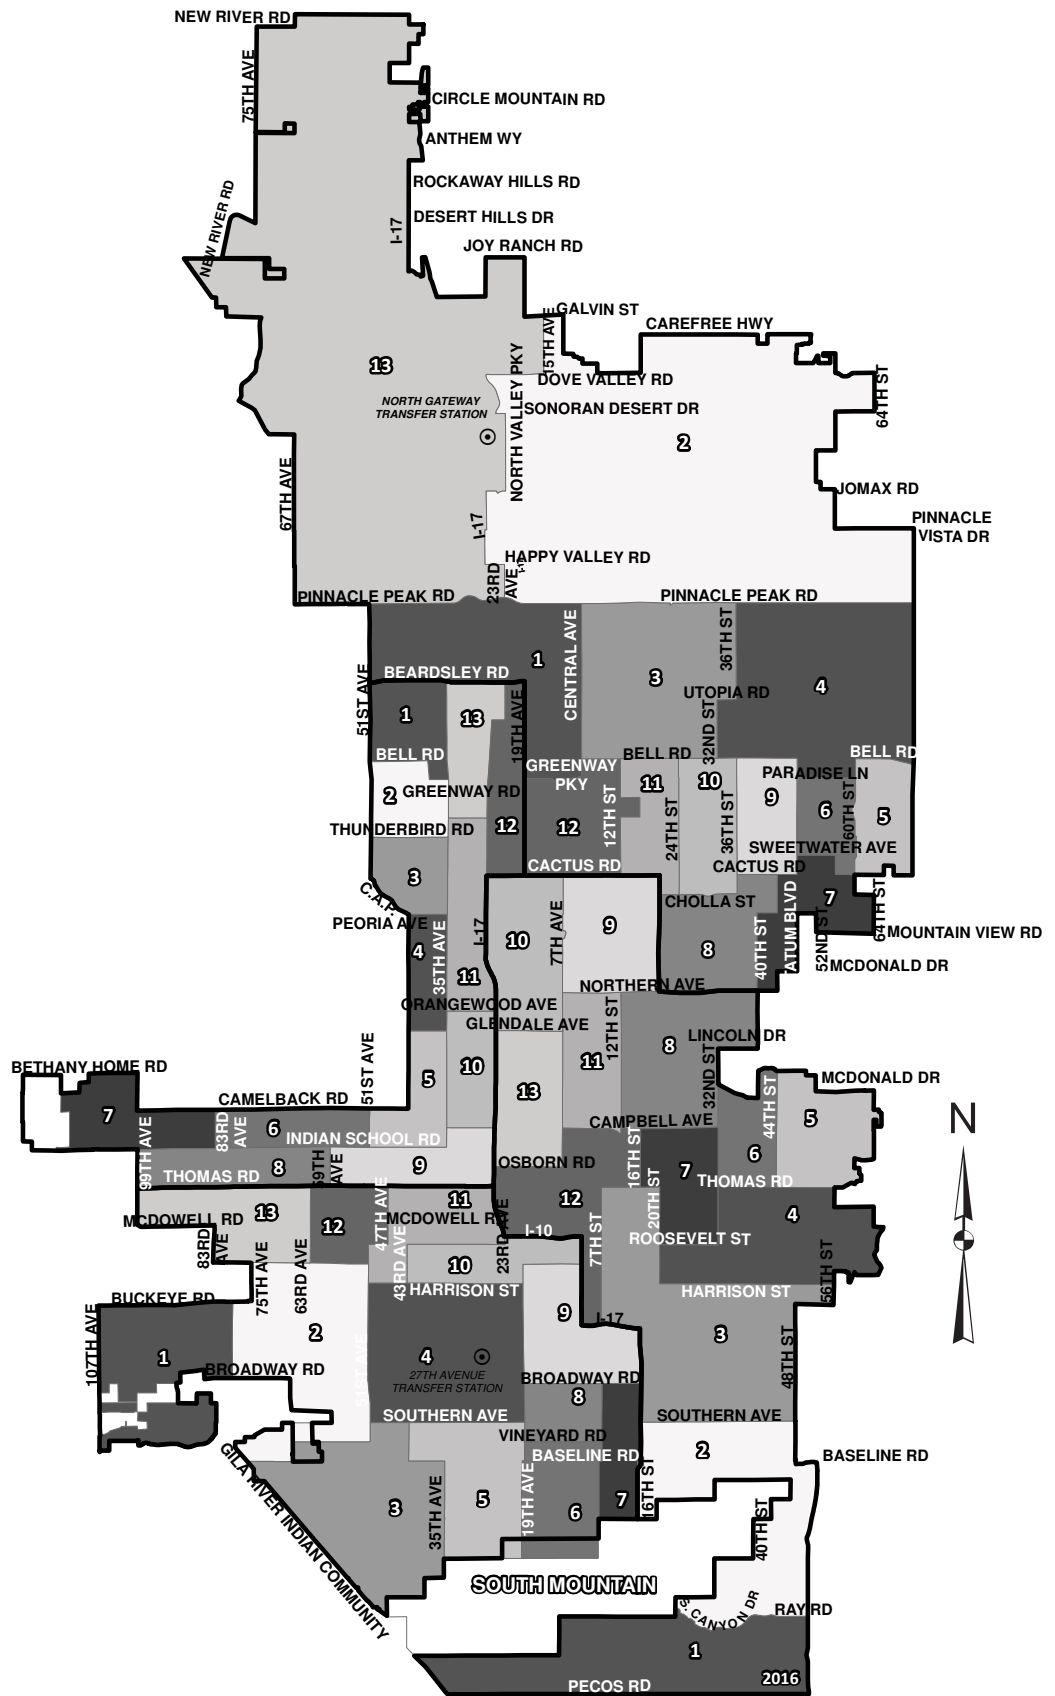 NEW RIVER RD
75TH AVE
CIRCLE MOUNTAIN RD
ANTHEM WY
ROCKAWAY HILLS RD
NEW RIVER RD
I-17
DESERT HILLS DR
JOY RANCH RD
GALVIN ST
CAREFREE HWY
15TH AVE
13
DOVE VALLEY RD
64TH ST
NORTH GATEWAY
TRANSFER STATION
SONORAN DESERT DR
NORTH VALLEY PKY
2
67TH AVE
JOMAX RD
I-17
PINNACLE
VISTA DR
HAPPY VALLEY RD
I-17
23RD
AVE
PINNACLE PEAK RD
PINNACLE PEAK RD
CENTRAL AVE
36TH ST
1
BEARDSLEY RD
3
4
51ST AVE
UTOPIA RD
1
13
19TH AVE
32ND ST
BELL RD
BELL RD
BELL RD
GREENWAY
PKY
PARADISE LN
2
GREENWAY RD
11
10
9
6
5
60TH ST
12TH ST
24TH ST
36TH ST
THUNDERBIRD RD
12
12
SWEETWATER AVE
CACTUS RD
CACTUS RD
3
C.A.P.
CHOLLA ST
TATUM BLVD
7
64TH ST
PEORIA AVE
35TH AVE
4
I-17
10
7TH AVE
9
8
40TH ST
52ND ST
MOUNTAIN VIEW RD
MCDONALD DR
11
NORTHERN AVE
ORANGEWOOD AVE
GLENDALE AVE
12TH ST
LINCOLN DR
8
51ST AVE
BETHANY HOME RD
5
10
13
11
32ND ST
MCDONALD DR
44TH ST
CAMELBACK RD
7
83RD
AVE
6
INDIAN SCHOOL RD
CAMPBELL AVE
5
99TH AVE
THOMAS RD
8
59TH
AVE
9
OSBORN RD
16TH ST
7
6
THOMAS RD
MCDOWELL RD
13
12
47TH AVE
11
MCDOWELL RD
12
20TH ST
4
83RD
AVE
43RD AVE
23RD AVE
I-10
7TH ST
ROOSEVELT ST
75TH AVE
63RD AVE
10
HARRISON ST
HARRISON ST
56TH ST
BUCKEYE RD
107TH AVE
2
9
I-17
3
1
BROADWAY RD
51ST AVE
4
27TH AVENUE
TRANSFER STATION
BROADWAY RD
48TH ST
8
SOUTHERN AVE
SOUTHERN AVE
VINEYARD RD
BASELINE RD
2
BASELINE RD
GILA RIVER INDIAN COMMUNITY
3
35TH AVE
5
19TH AVE
6
7
16TH ST
40TH ST
SOUTH MOUNTAIN
S. CANYON DR
RAY RD
1
PECOS RD
2016
N